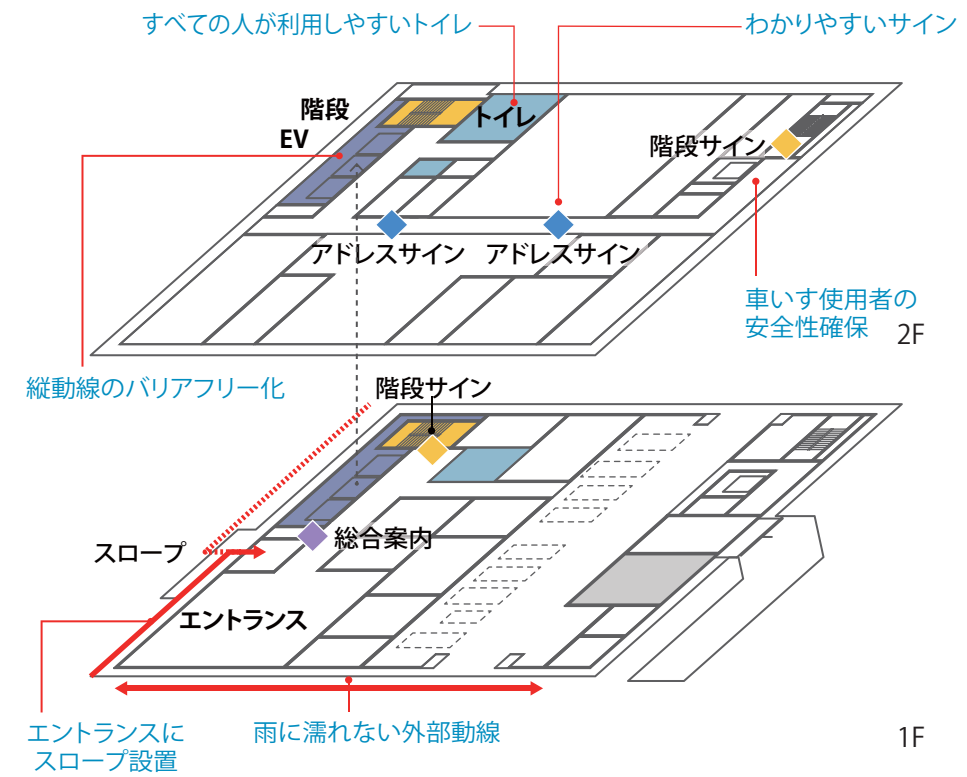 すべての人が利用しやすいトイレ
わかりやすいサイン
階段
EV
トイレ
階段サイン
アドレスサイン
アドレスサイン
車いす使用者の
安全性確保
2F
縦動線のバリアフリー化
階段サイン
スロープ
総合案内
エントランス
エントランスに
スロープ設置
雨に濡れない外部動線
1F